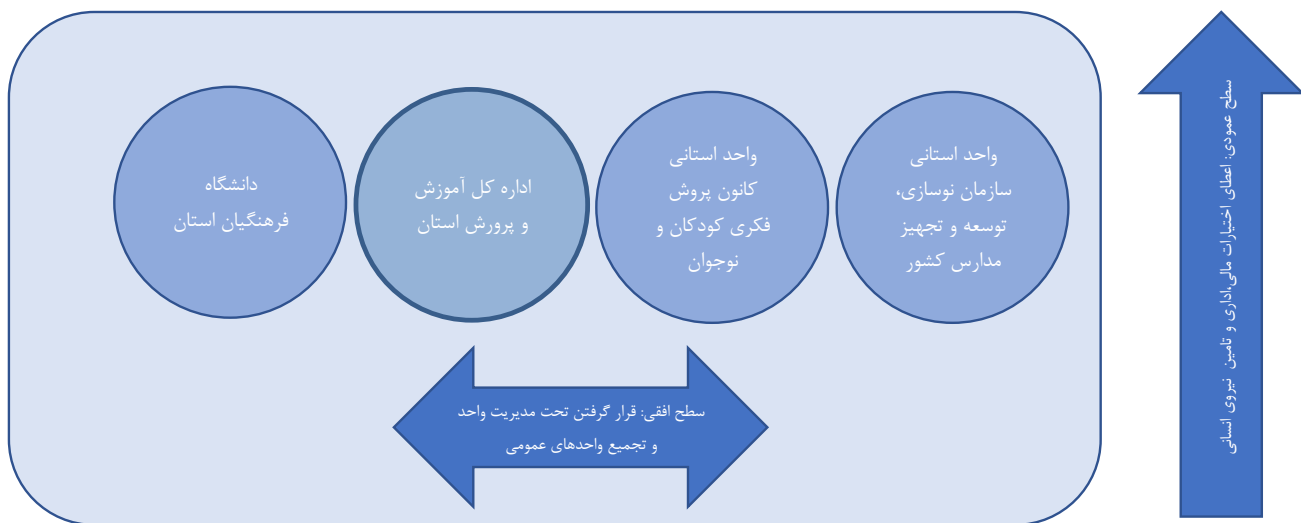 واحد استانی
سازمان نوسازی،
توسعه و تجهیز
مدارس کشور
واحد استانی
کانون پروش
فکری کودکان و
نوجوان
اداره کل آموزش
و پرورش استان
دانشگاه
فرهنگیان استان
سطح افقی: قرار گرفتن تحت مدیریت واحد
و تجمیع واحدهای عمومی
سطح عمودی: اعطای اختیارات مالی،اداری و تامین نیروی انسانی